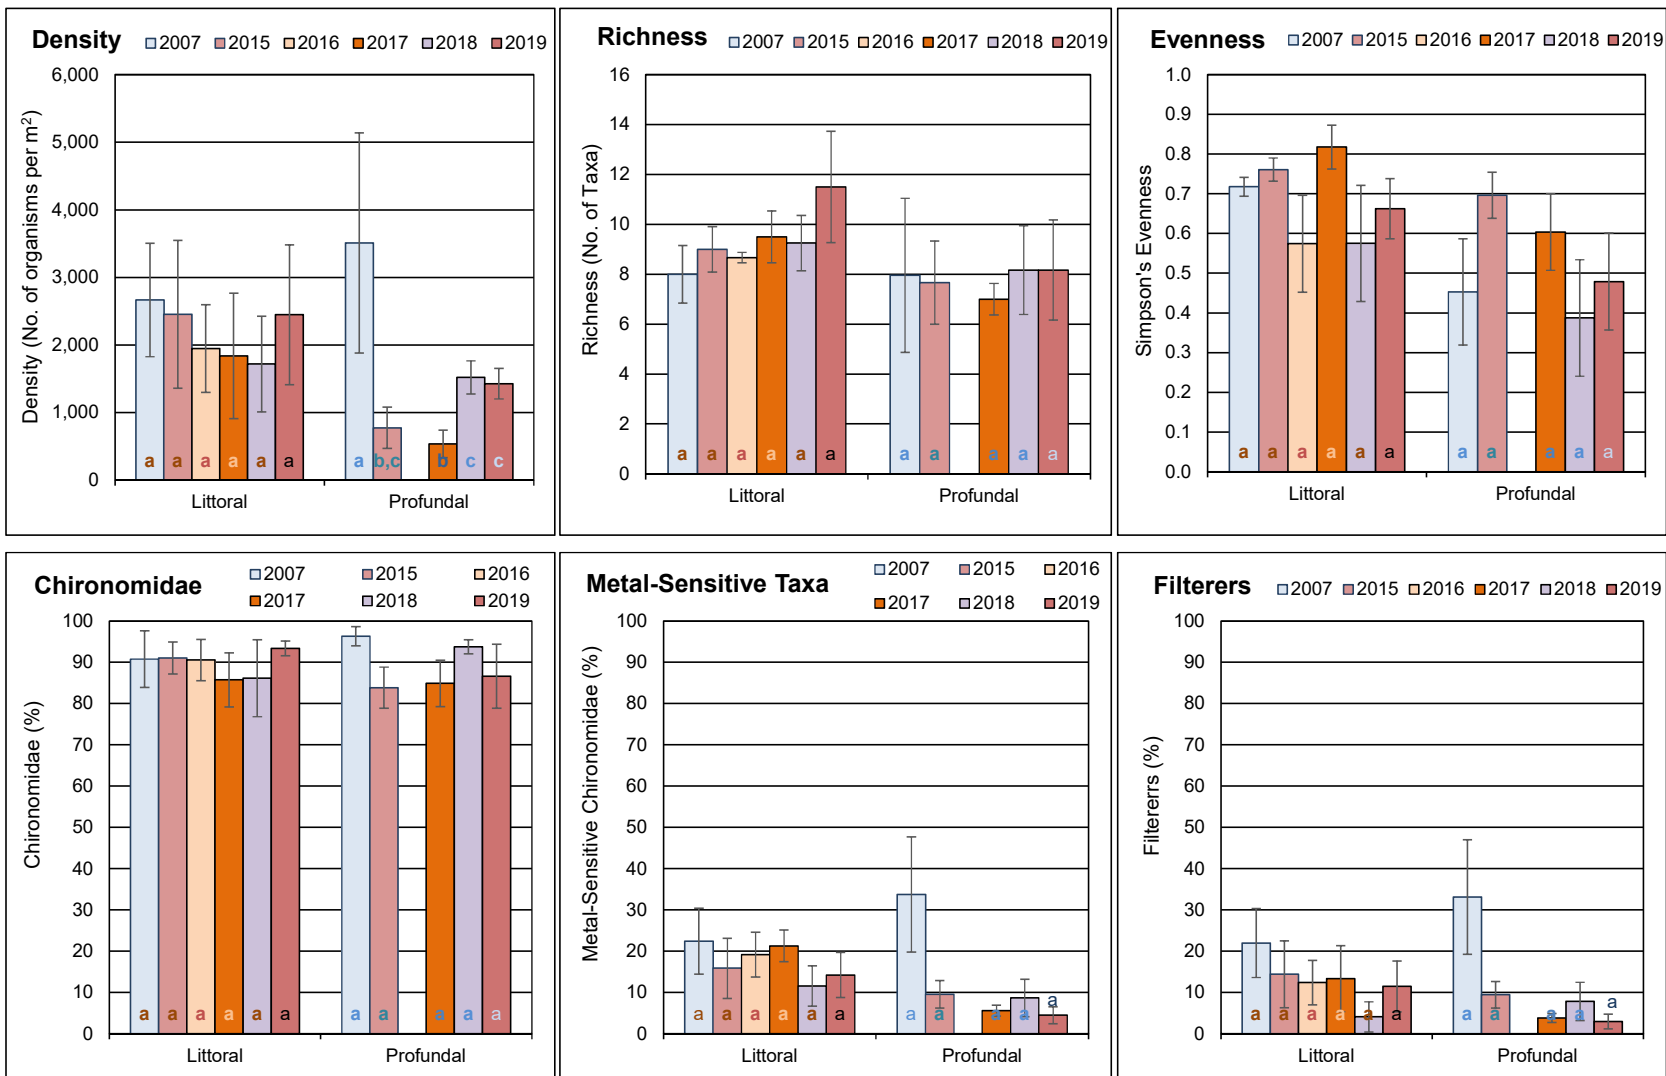 Density 2007 2015 2016 2017 2018 2019
Density (No. of organisms per m²)
6,000
5,000
4,000
3,000
2,000
1,000
0
a a a a a a a b,c b c c
Littoral Profundal
Richness 2007 2015 2016 2017 2018 2019
Richness (No. of Taxa)
16
14
12
10
8
6
4
2
0
a a a a a a a a a a a
Littoral Profundal
Evenness 2007 2015 2016 2017 2018 2019
Simpson's Evenness
1.0
0.9
0.8
0.7
0.6
0.5
0.4
0.3
0.2
0.1
0.0
a a a a a a a a a a a
Littoral Profundal
Chironomidae 2007 2015 2016
2017 2018 2019
Chironomidae (%)
100
90
80
70
60
50
40
30
20
10
0
a a a a a a a a a a a
Littoral Profundal
Metal-Sensitive Taxa 2007 2015 2016
2017 2018 2019
Metal-Sensitive Chironomidae (%)
100
90
80
70
60
50
40
30
20
10
0
a a a a a a a a a a a
Littoral Profundal
Filterers 2007 2015 2016 2017 2018 2019
Filtererrs (%)
100
90
80
70
60
50
40
30
20
10
0
a a a a a a a a a a a
Littoral Profundal